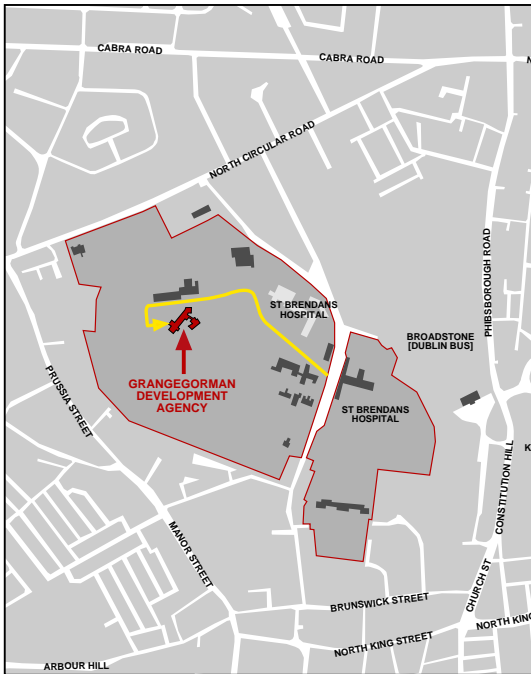 CABRA ROAD
CABRA ROAD
N
NORTH CIRCULAR ROAD
PHIBSBOROUGH ROAD
ST BRENDANS
HOSPITAL
BROADSTONE
[DUBLIN BUS]
GRANGEGORMAN
DEVELOPMENT
AGENCY
PRUSSIA STREET
ST BRENDANS
HOSPITAL
K
CONSTITUTION HILL
MANOR STREET
CHURCH ST
BRUNSWICK STREET
NORTH KING
NORTH KING STREET
ARBOUR HILL